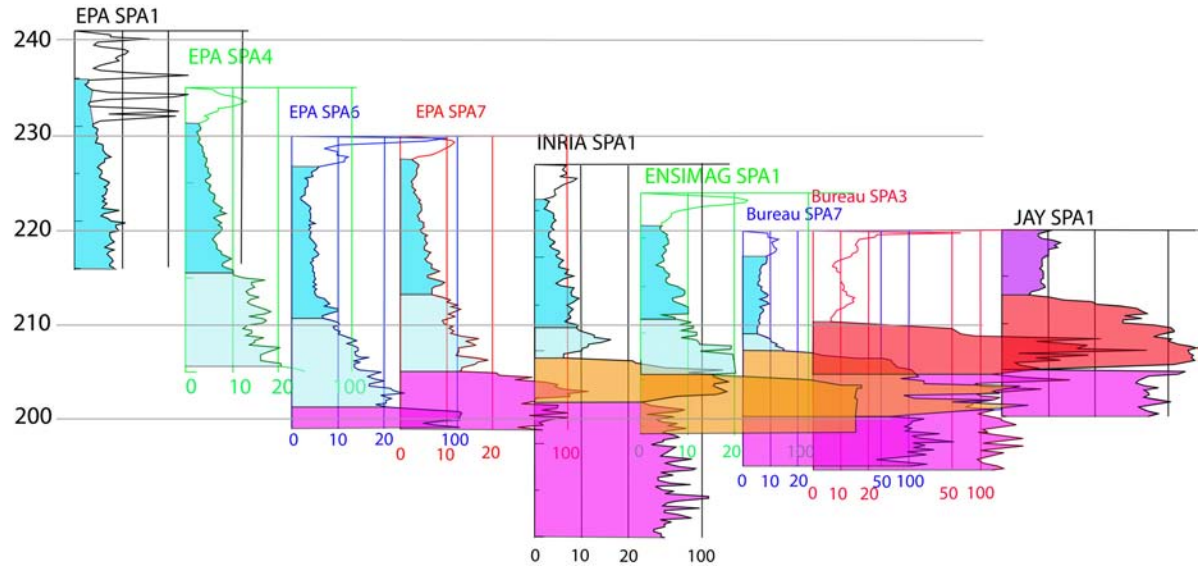 EPA SPA1
240
EPA SPA4
EPA SPA6
EPA SPA7
230
INRIA SPA1
ENSIMAG SPA1
Bureau SPA3
Bureau SPA7
JAY SPA1
220
210
0 10 20 100
200
0 10 20 100
0 10 20 100
0 10 20 100
0 10 20 50 100
0 10 20 50 100
0 10 20 100